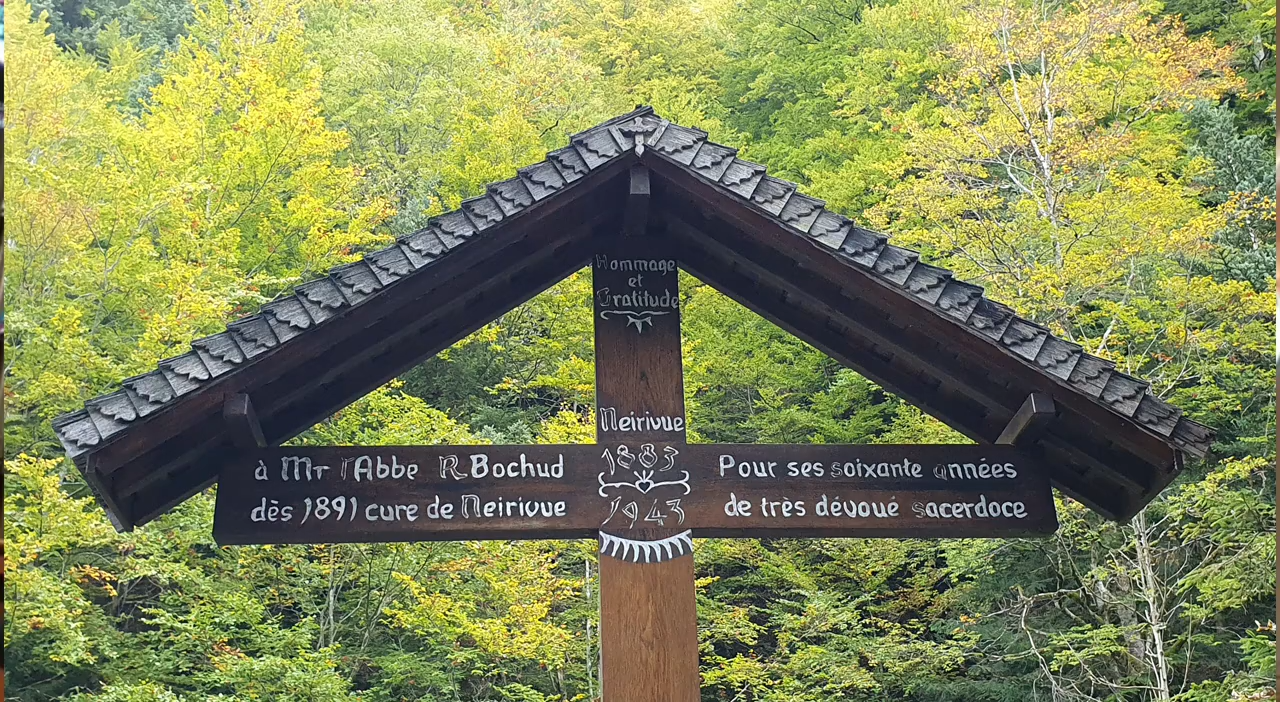 Hommage
et
Gratitude
Neirivue
1883
1943
à Mr l'Abbe R. Bochud
dès 1891 cure de Neirivue
Pour ses soixante années
de très dévoué sacerdoce